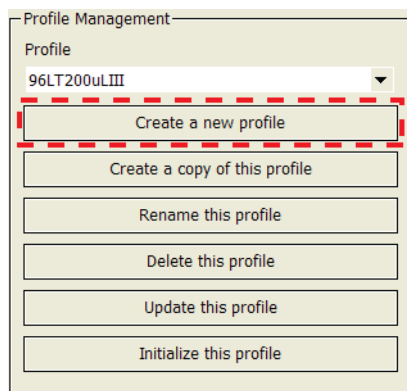 Profile Management
Profile
96LT200uLIII
Create a new profile
Create a copy of this profile
Rename this profile
Delete this profile
Update this profile
Initialize this profile